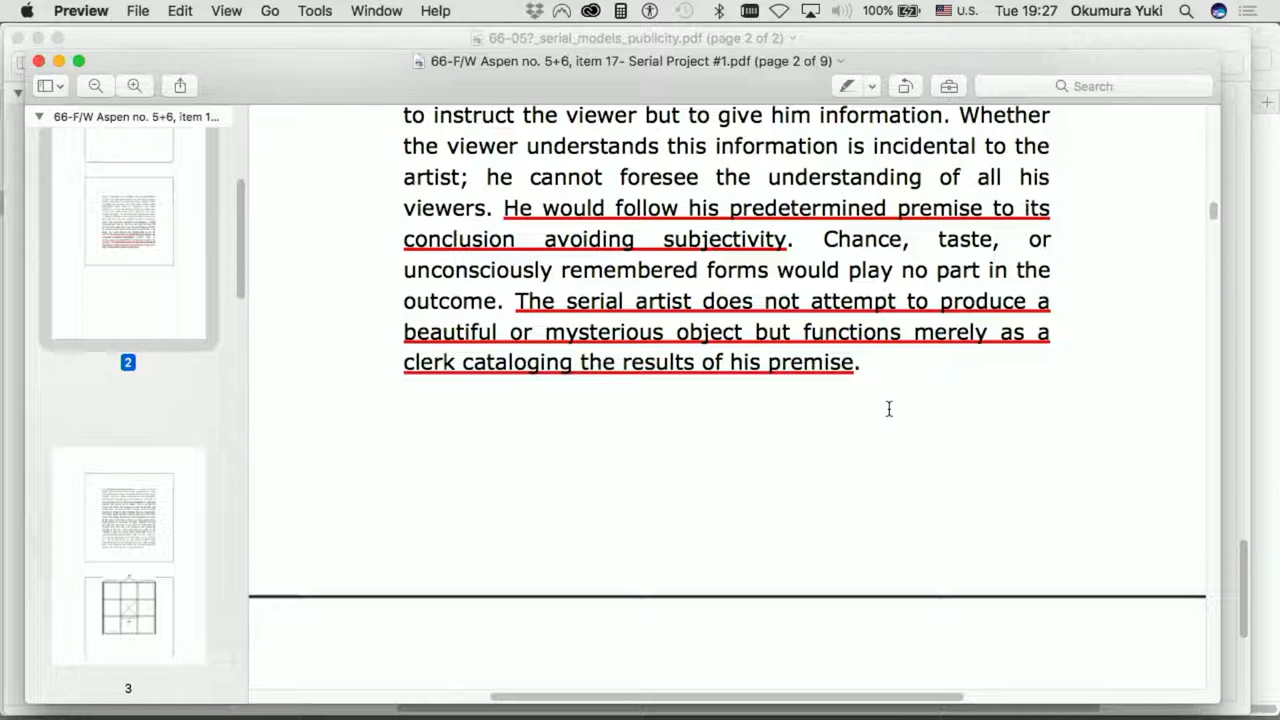 Preview File Edit View Go Tools Window Help 100% U.S. Tue 19:27 Okumura Yuki
66-05?_serial_models_publicity.pdf (page 2 of 2)
66-F/W Aspen no. 5+6, item 17- Serial Project #1.pdf (page 2 of 9)
Search
66-F/W Aspen no. 5+6, item 1...
to instruct the viewer but to give him information. Whether
the viewer understands this information is incidental to the
artist; he cannot foresee the understanding of all his
viewers. He would follow his predetermined premise to its
conclusion avoiding subjectivity. Chance, taste, or
unconsciously remembered forms would play no part in the
outcome. The serial artist does not attempt to produce a
beautiful or mysterious object but functions merely as a
clerk cataloging the results of his premise.
2
3